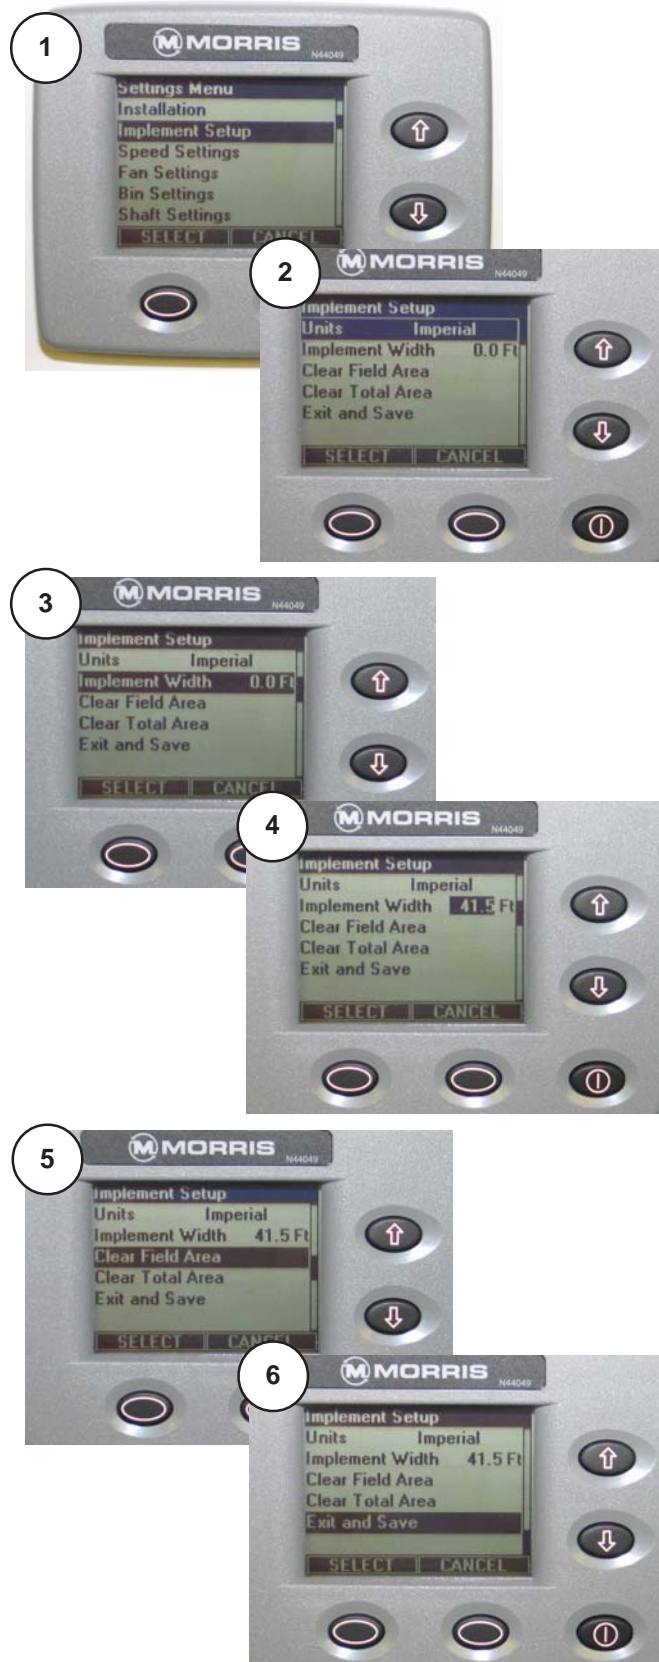 1
MORRIS
N44049
Settings Menu
Installation
Implement Setup
Speed Settings
Fan Settings
Bin Settings
Shaft Settings
SELECT CANCEL
2
MORRIS
N44049
Implement Setup
Units Imperial
Implement Width 0.0 Ft
Clear Field Area
Clear Total Area
Exit and Save
SELECT CANCEL
3
MORRIS
N44049
Implement Setup
Units Imperial
Implement Width 0.0 Ft
Clear Field Area
Clear Total Area
Exit and Save
SELECT CANCEL
4
MORRIS
N44049
Implement Setup
Units Imperial
Implement Width 41.5 Ft
Clear Field Area
Clear Total Area
Exit and Save
SELECT CANCEL
5
MORRIS
N44049
Implement Setup
Units Imperial
Implement Width 41.5 Ft
Clear Field Area
Clear Total Area
Exit and Save
SELECT CANCEL
6
MORRIS
N44049
Implement Setup
Units Imperial
Implement Width 41.5 Ft
Clear Field Area
Clear Total Area
Exit and Save
SELECT CANCEL